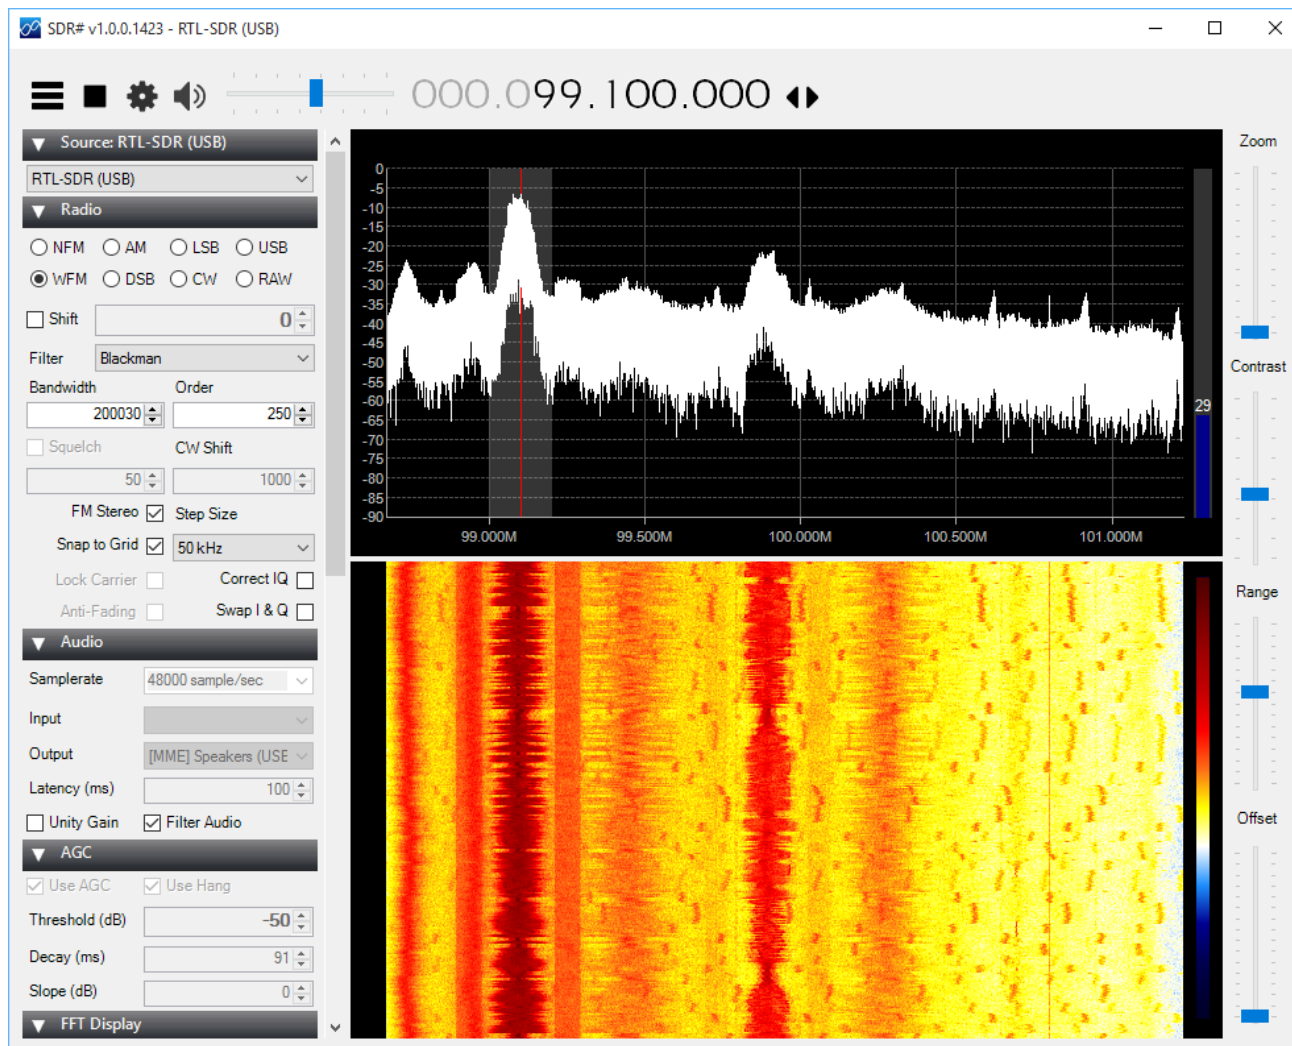 SDR# v1.0.0.1423 - RTL-SDR (USB)
000.099.100.000
Source: RTL-SDR (USB)
RTL-SDR (USB)
Radio
NFM AM LSB USB
WFM DSB CW RAW
Shift 0
Filter Blackman
Bandwidth Order
200030 250
Squelch CW Shift
50 1000
FM Stereo Step Size
Snap to Grid 50 kHz
Lock Carrier Correct IQ
Anti-Fading Swap I & Q
Audio
Samplerate 48000 sample/sec
Input
Output [MME] Speakers (USE
Latency (ms) 100
Unity Gain Filter Audio
AGC
Use AGC Use Hang
Threshold (dB) -50
Decay (ms) 91
Slope (dB) 0
FFT Display
0
-5
-10
-15
-20
-25
-30
-35
-40
-45
-50
-55
-60
-65
-70
-75
-80
-85
-90
99.000M 99.500M 100.000M 100.500M 101.000M
29
Zoom
Contrast
Range
Offset